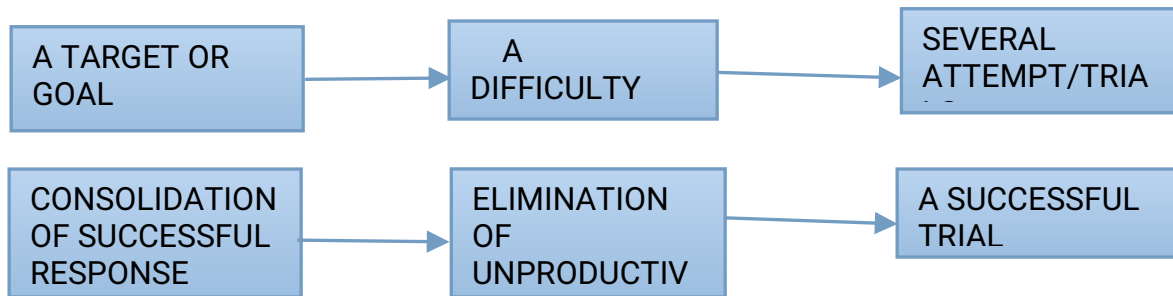 A TARGET OR
GOAL
A
DIFFICULTY
SEVERAL
ATTEMPT/TRIA
CONSOLIDATION
OF SUCCESSFUL
RESPONSE
ELIMINATION
OF
UNPRODUCTIV
A SUCCESSFUL
TRIAL